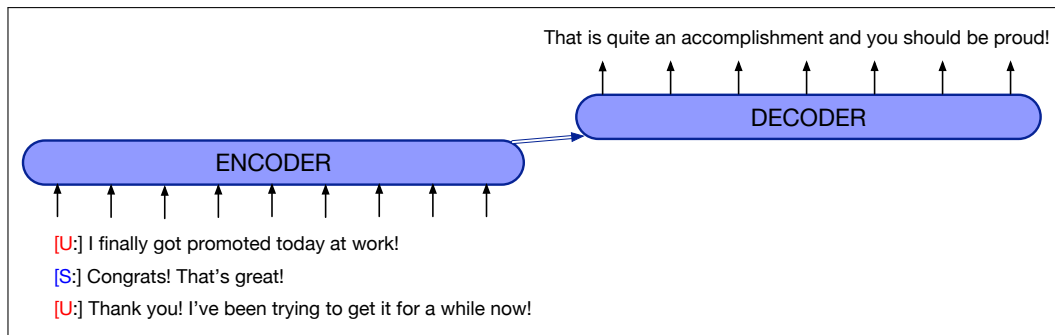 That is quite an accomplishment and you should be proud!
DECODER
ENCODER
[U:] I finally got promoted today at work!
[S:] Congrats! That's great!
[U:] Thank you! I've been trying to get it for a while now!